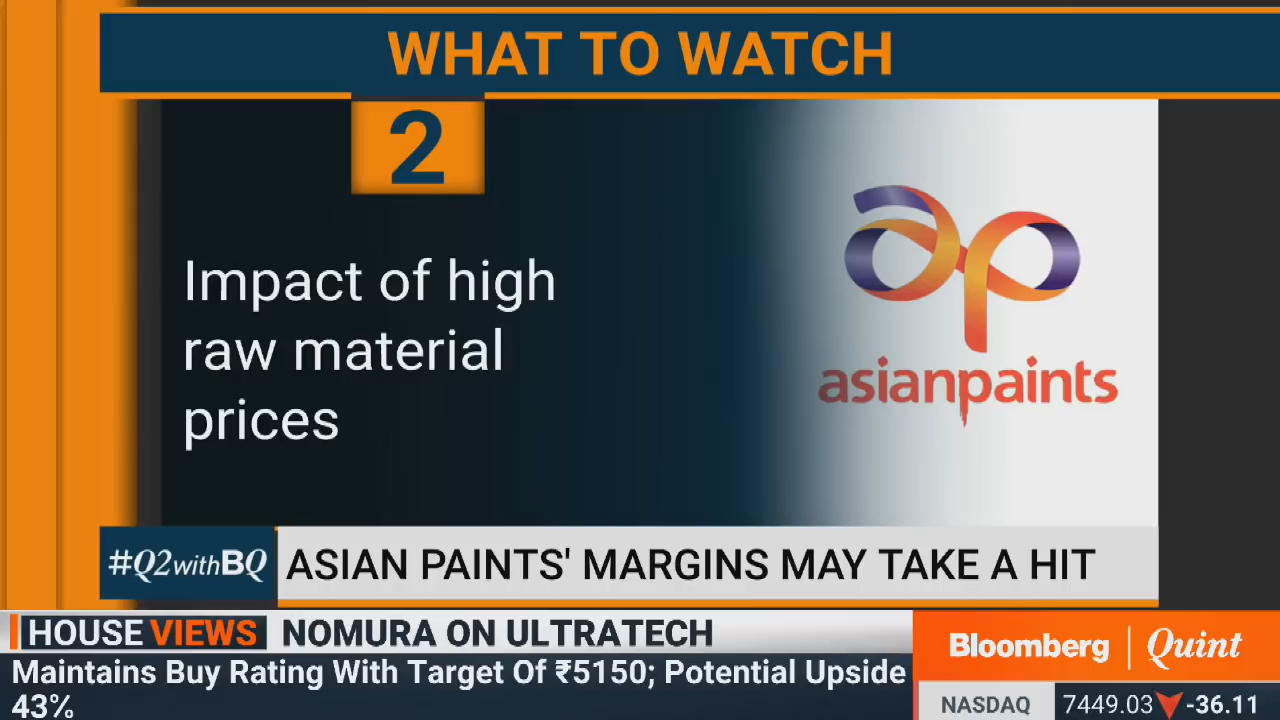 WHAT TO WATCH
2
Impact of high
raw material
prices
ap
asianpaints
#Q2withBQ
ASIAN PAINTS' MARGINS MAY TAKE A HIT
HOUSE VIEWS
NOMURA ON ULTRATECH
Maintains Buy Rating With Target Of ₹5150; Potential Upside
43%
Bloomberg | Quint
NASDAQ 7449.03 -36.11